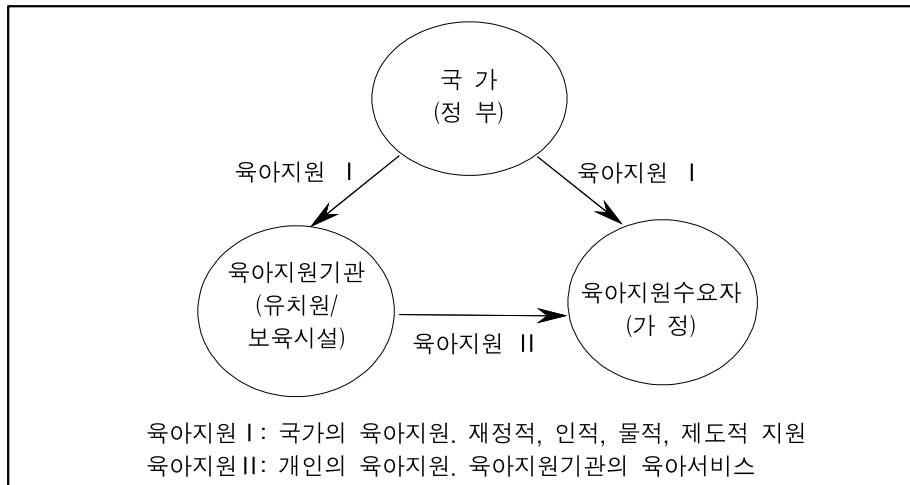 국 가
(정 부)
육아지원 Ⅰ
육아지원 Ⅰ
육아지원기관
(유치원/
보육시설)
육아지원수요자
(가 정)
육아지원 Ⅱ
육아지원Ⅰ: 국가의 육아지원. 재정적, 인적, 물적, 제도적 지원
육아지원Ⅱ: 개인의 육아지원. 육아지원기관의 육아서비스